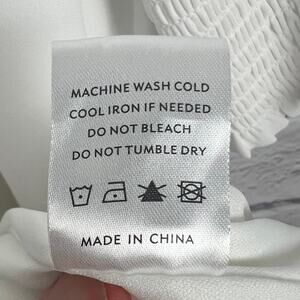 MACHINE WASH COLD
COOL IRON IF NEEDED
DO NOT BLEACH
DO NOT TUMBLE DRY
MADE IN CHINA